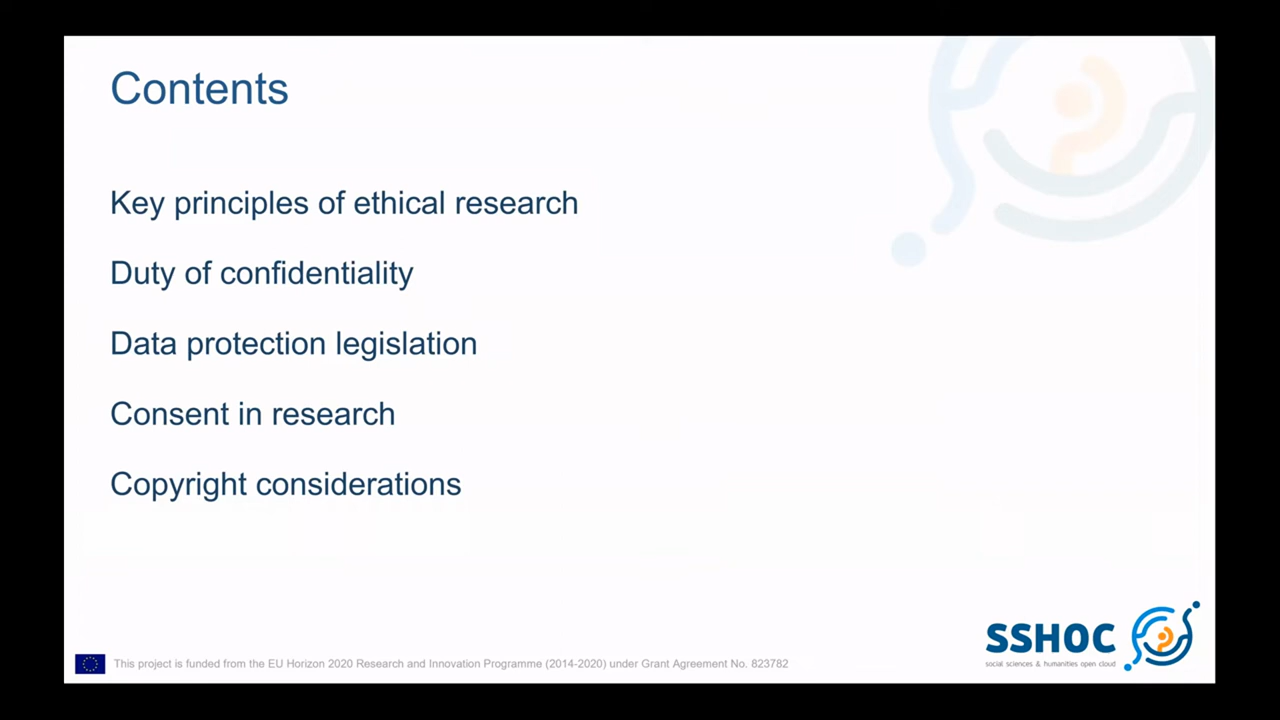 Contents
Key principles of ethical research
Duty of confidentiality
Data protection legislation
Consent in research
Copyright considerations
SSHOC
social sciences & humanities open cloud
This project is funded from the EU Horizon 2020 Research and Innovation Programme (2014-2020) under Grant Agreement No. 823782